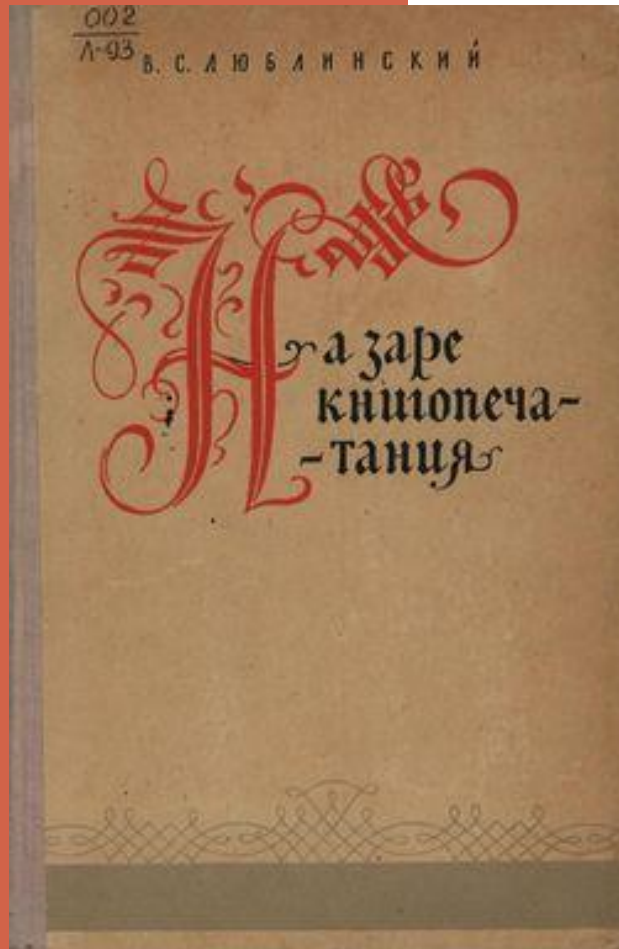 002
Л-93
В. С. ЛЮБЛИНСКИЙ
На заре
книгопеча-
-тания